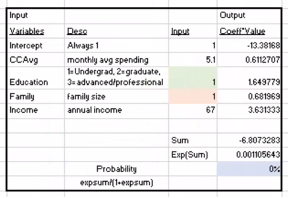 Input Output
Variables Desc Input Coeff*Value
Intercept Always 1 1 -13.38168
CCAvg monthly avg spending 5.1 0.6112707
1=Undergrad, 2=graduate,
Education 3=advanced/professional 1 1.649779
Family family size 1 0.681969
Income annual income 67 3.631333
Sum -6.8073283
Exp(Sum) 0.001105643
Probability 0%
expsum/(1+expsum)